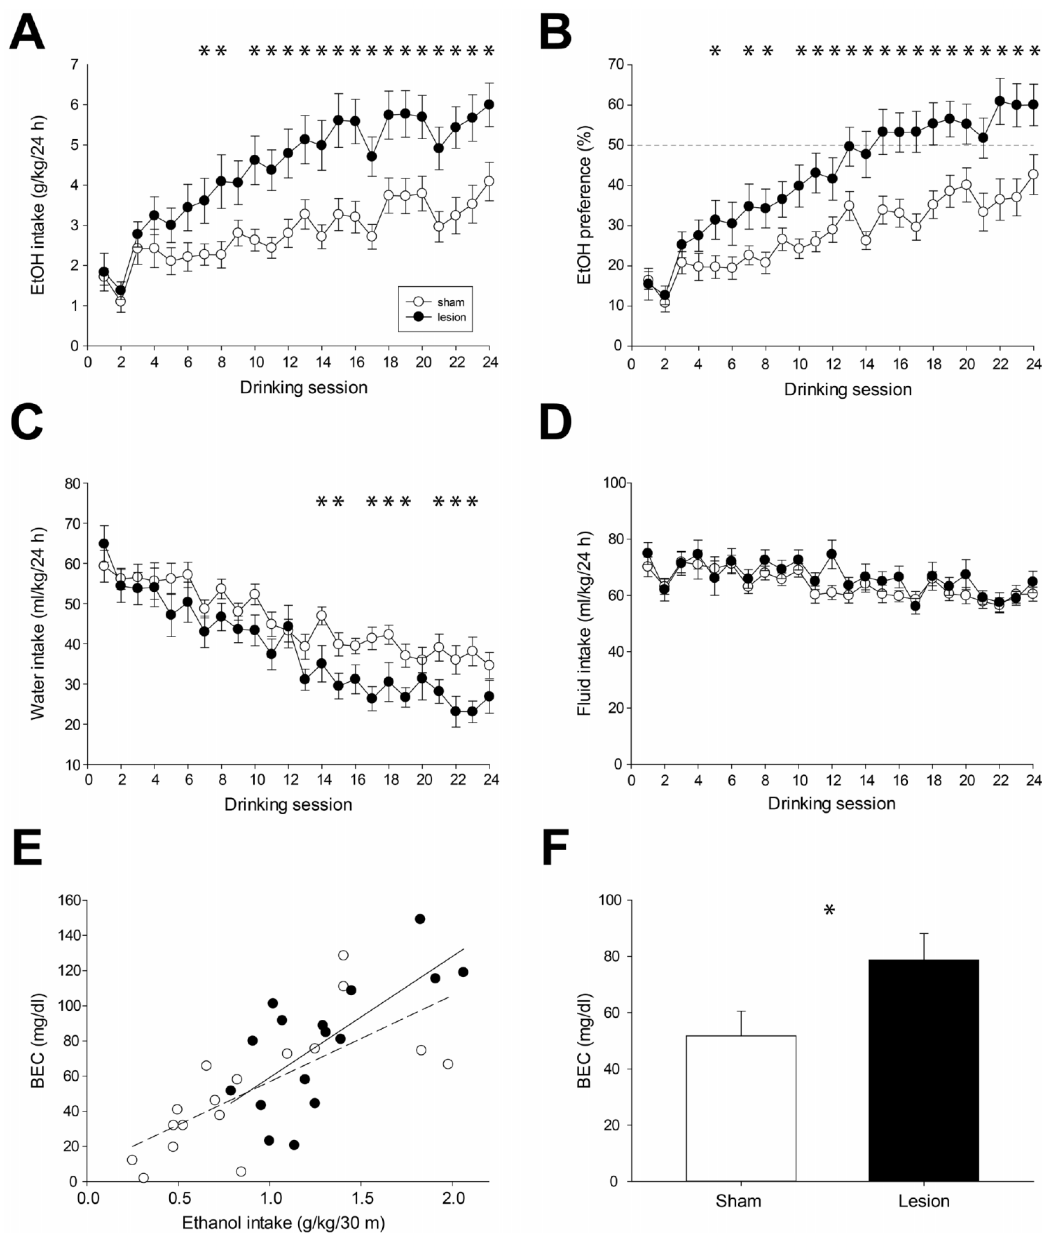 A
* * * * * * * * * * * * * * * * *
EtOH intake (g/kg/24 h)
7
6
5
4
3
2
1
0
sham
lesion
0 2 4 6 8 10 12 14 16 18 20 22 24
Drinking session
B
* * * * * * * * * * * * * * * * * *
EtOH preference (%)
70
60
50
40
30
20
10
0
0 2 4 6 8 10 12 14 16 18 20 22 24
Drinking session
C
* * * * * * * *
Water intake (ml/kg/24 h)
80
70
60
50
40
30
20
10
0 2 4 6 8 10 12 14 16 18 20 22 24
Drinking session
D
Fluid intake (ml/kg/24 h)
100
80
60
40
20
0
0 2 4 6 8 10 12 14 16 18 20 22 24
Drinking session
E
BEC (mg/dl)
160
140
120
100
80
60
40
20
0
0.0 0.5 1.0 1.5 2.0
Ethanol intake (g/kg/30 m)
F
*
BEC (mg/dl)
100
80
60
40
20
0
Sham Lesion